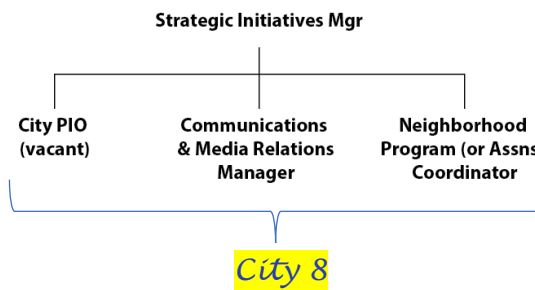 Strategic Initiatives Mgr
City PIO
(vacant)
Communications
& Media Relations
Manager
Neighborhood
Program (or Assns
Coordinator
City 8